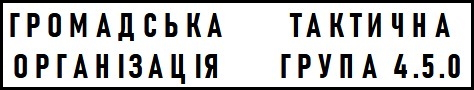 ГРОМАДСЬКА ТАКТИЧНА
ОРГАНІЗАЦІЯ ГРУПА 4.5.0